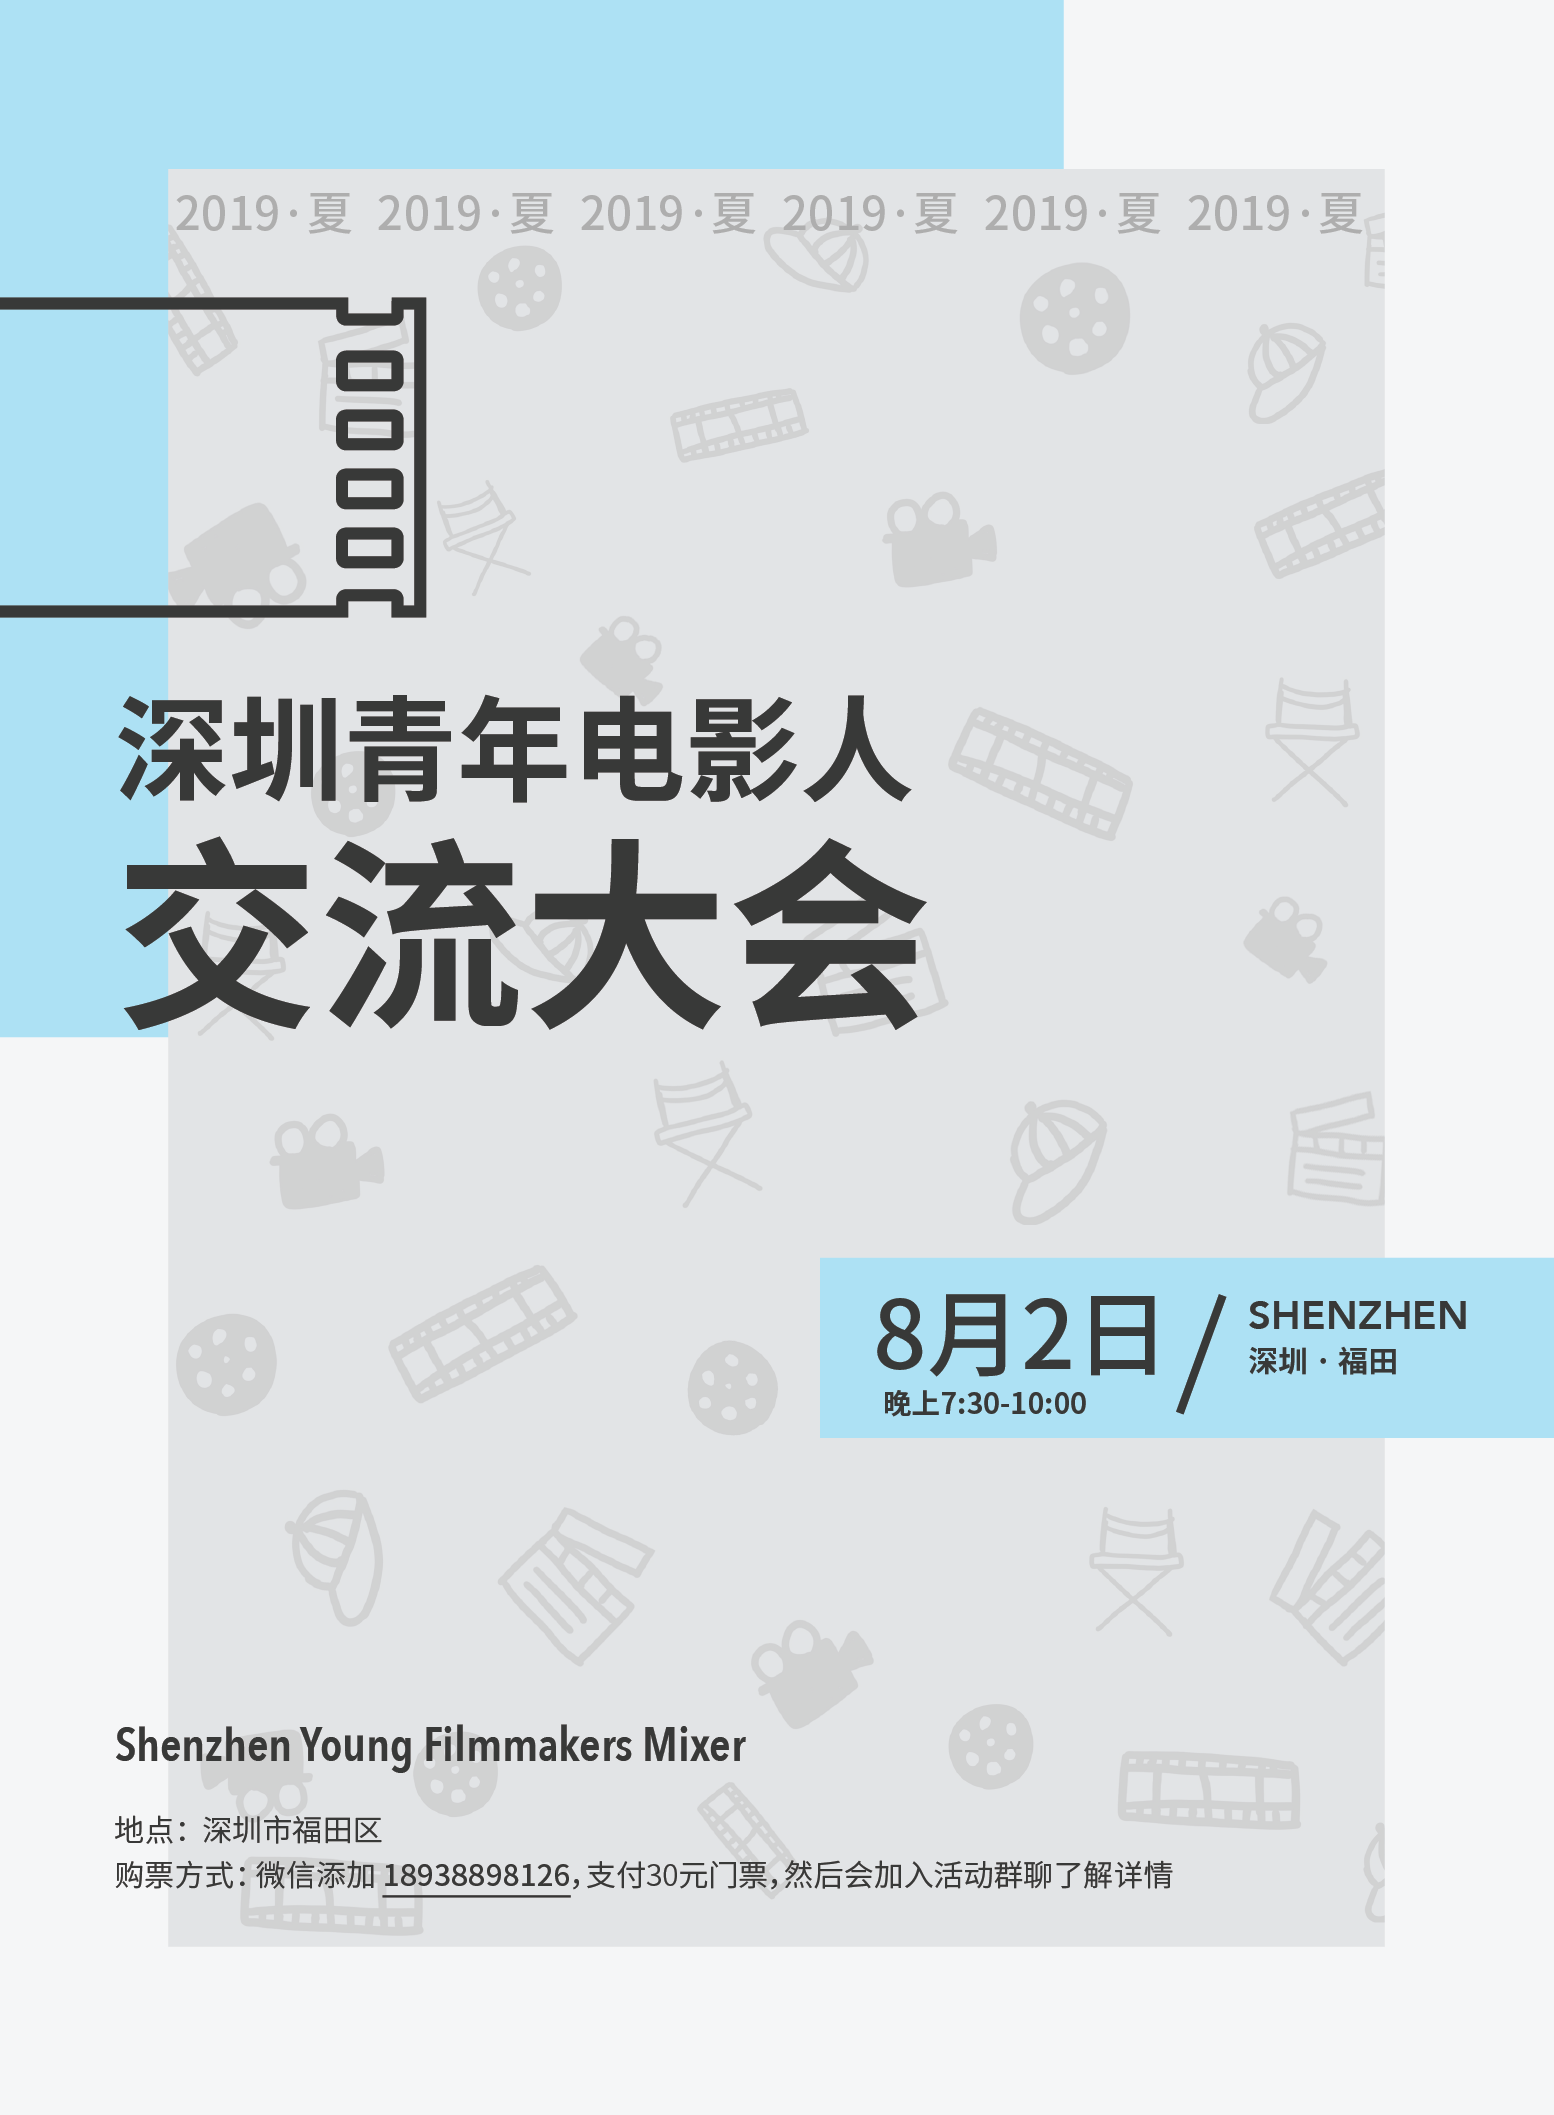 2019·夏 2019·夏 2019·夏 2019·夏 2019·夏 2019·夏
深圳青年电影人
交流大会
8月2日
晚上7:30-10:00
SHENZHEN
深圳·福田
Shenzhen Young Filmmakers Mixer
地点：深圳市福田区
购票方式：微信添加 18938898126，支付30元门票，然后会加入活动群聊了解详情